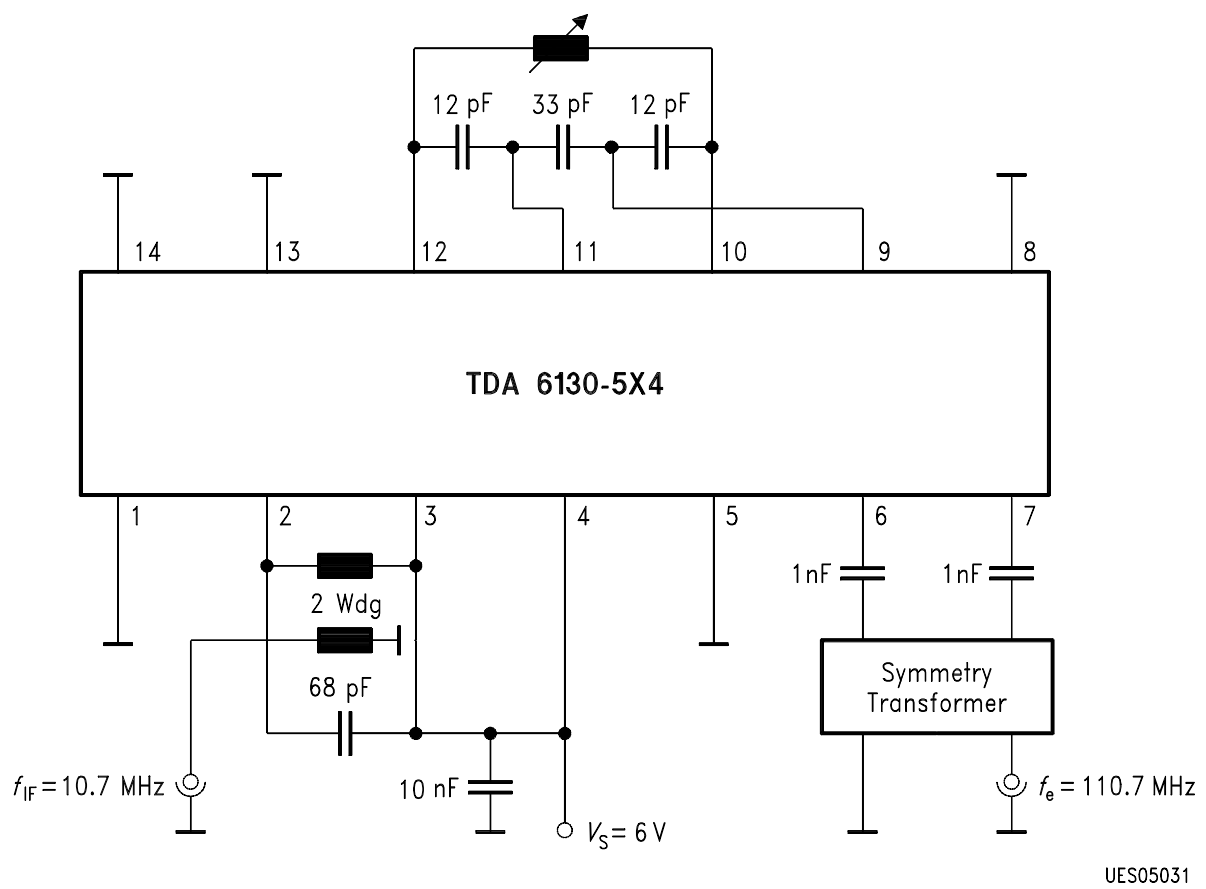 12 pF 33 pF 12 pF
14 13 12 11 10 9 8
TDA 6130-5X4
1 2 3 4 5 6 7
1nF 1nF
2 Wdg
Symmetry
Transformer
68 pF
fIF = 10.7 MHz
10 nF
fe = 110.7 MHz
VS = 6 V
UES05031